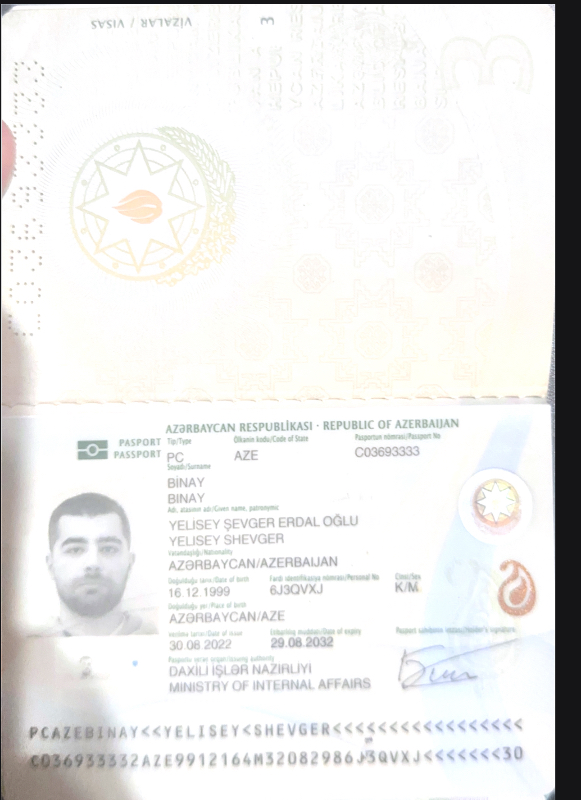 VİZALAR / VISAS
3
AZƏRBAYCAN RESPUBLİKASI · REPUBLIC OF AZERBAIJAN
PASPORT
PASSPORT
Tip/Type
Ölkənin kodu/Code of State
Pasportun nömrəsi/Passport No
PC
AZE
C03693333
Soyadı/Surname
BİNAY
BINAY
Adı, atasının adı/Given name, patronymic
YELİSEY ŞEVGER ERDAL OĞLU
YELISEY SHEVGER
Vətəndaşlığı/Nationality
AZƏRBAYCAN/AZERBAIJAN
Doğulduğu tarix/Date of birth
Fərdi identifikasiya nömrəsi/Personal No
Cinsi/Sex
16.12.1999
6J3QVXJ
K/M
Doğulduğu yer/Place of birth
AZƏRBAYCAN/AZE
Verilmə tarixi/Date of issue
Etibarlılıq müddəti/Date of expiry
Pasport sahibinin imzası/Holder's signature
30.08.2022
29.08.2032
Pasportu verən orqan/Issuing authority
DAXİLİ İŞLƏR NAZİRLİYİ
MINISTRY OF INTERNAL AFFAIRS
PCAZEBINAY<<YELISEY<SHEVGER<<<<<<<<<<<<<<<<<
C036933332AZE9912164M32082986J3QVXJ<<<<<<<30